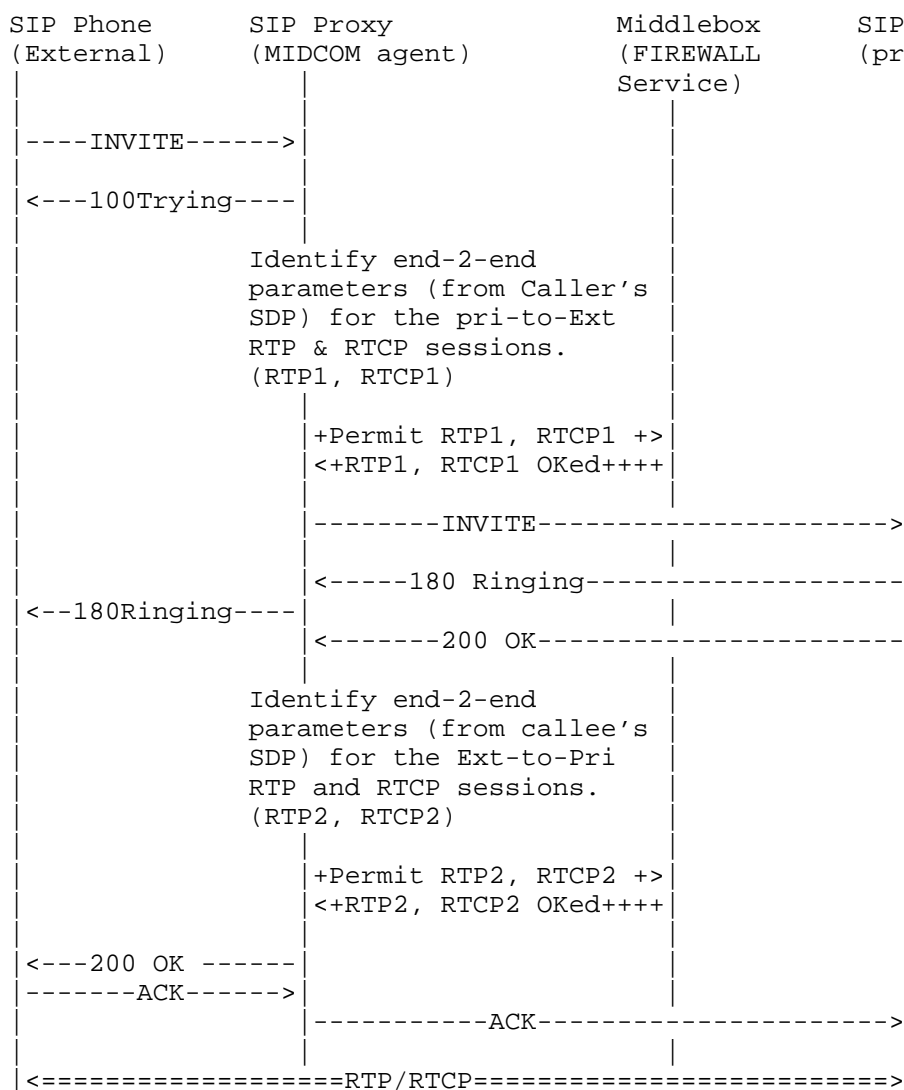 SIP Phone SIP Proxy Middlebox SIP
(External) (MIDCOM agent) (FIREWALL (pr
Service)
----INVITE------>
<---100Trying----
Identify end-2-end
parameters (from Caller's
SDP) for the pri-to-Ext
RTP & RTCP sessions.
(RTP1, RTCP1)
+Permit RTP1, RTCP1 +>
<+RTP1, RTCP1 OKed++++
--------INVITE---------------------->
<-----180 Ringing--------------------
<--180Ringing----
<-------200 OK-----------------------
Identify end-2-end
parameters (from callee's
SDP) for the Ext-to-Pri
RTP and RTCP sessions.
(RTP2, RTCP2)
+Permit RTP2, RTCP2 +>
<+RTP2, RTCP2 OKed++++
<---200 OK ------
-------ACK------>
-----------ACK---------------------->
<===================RTP/RTCP==========================>